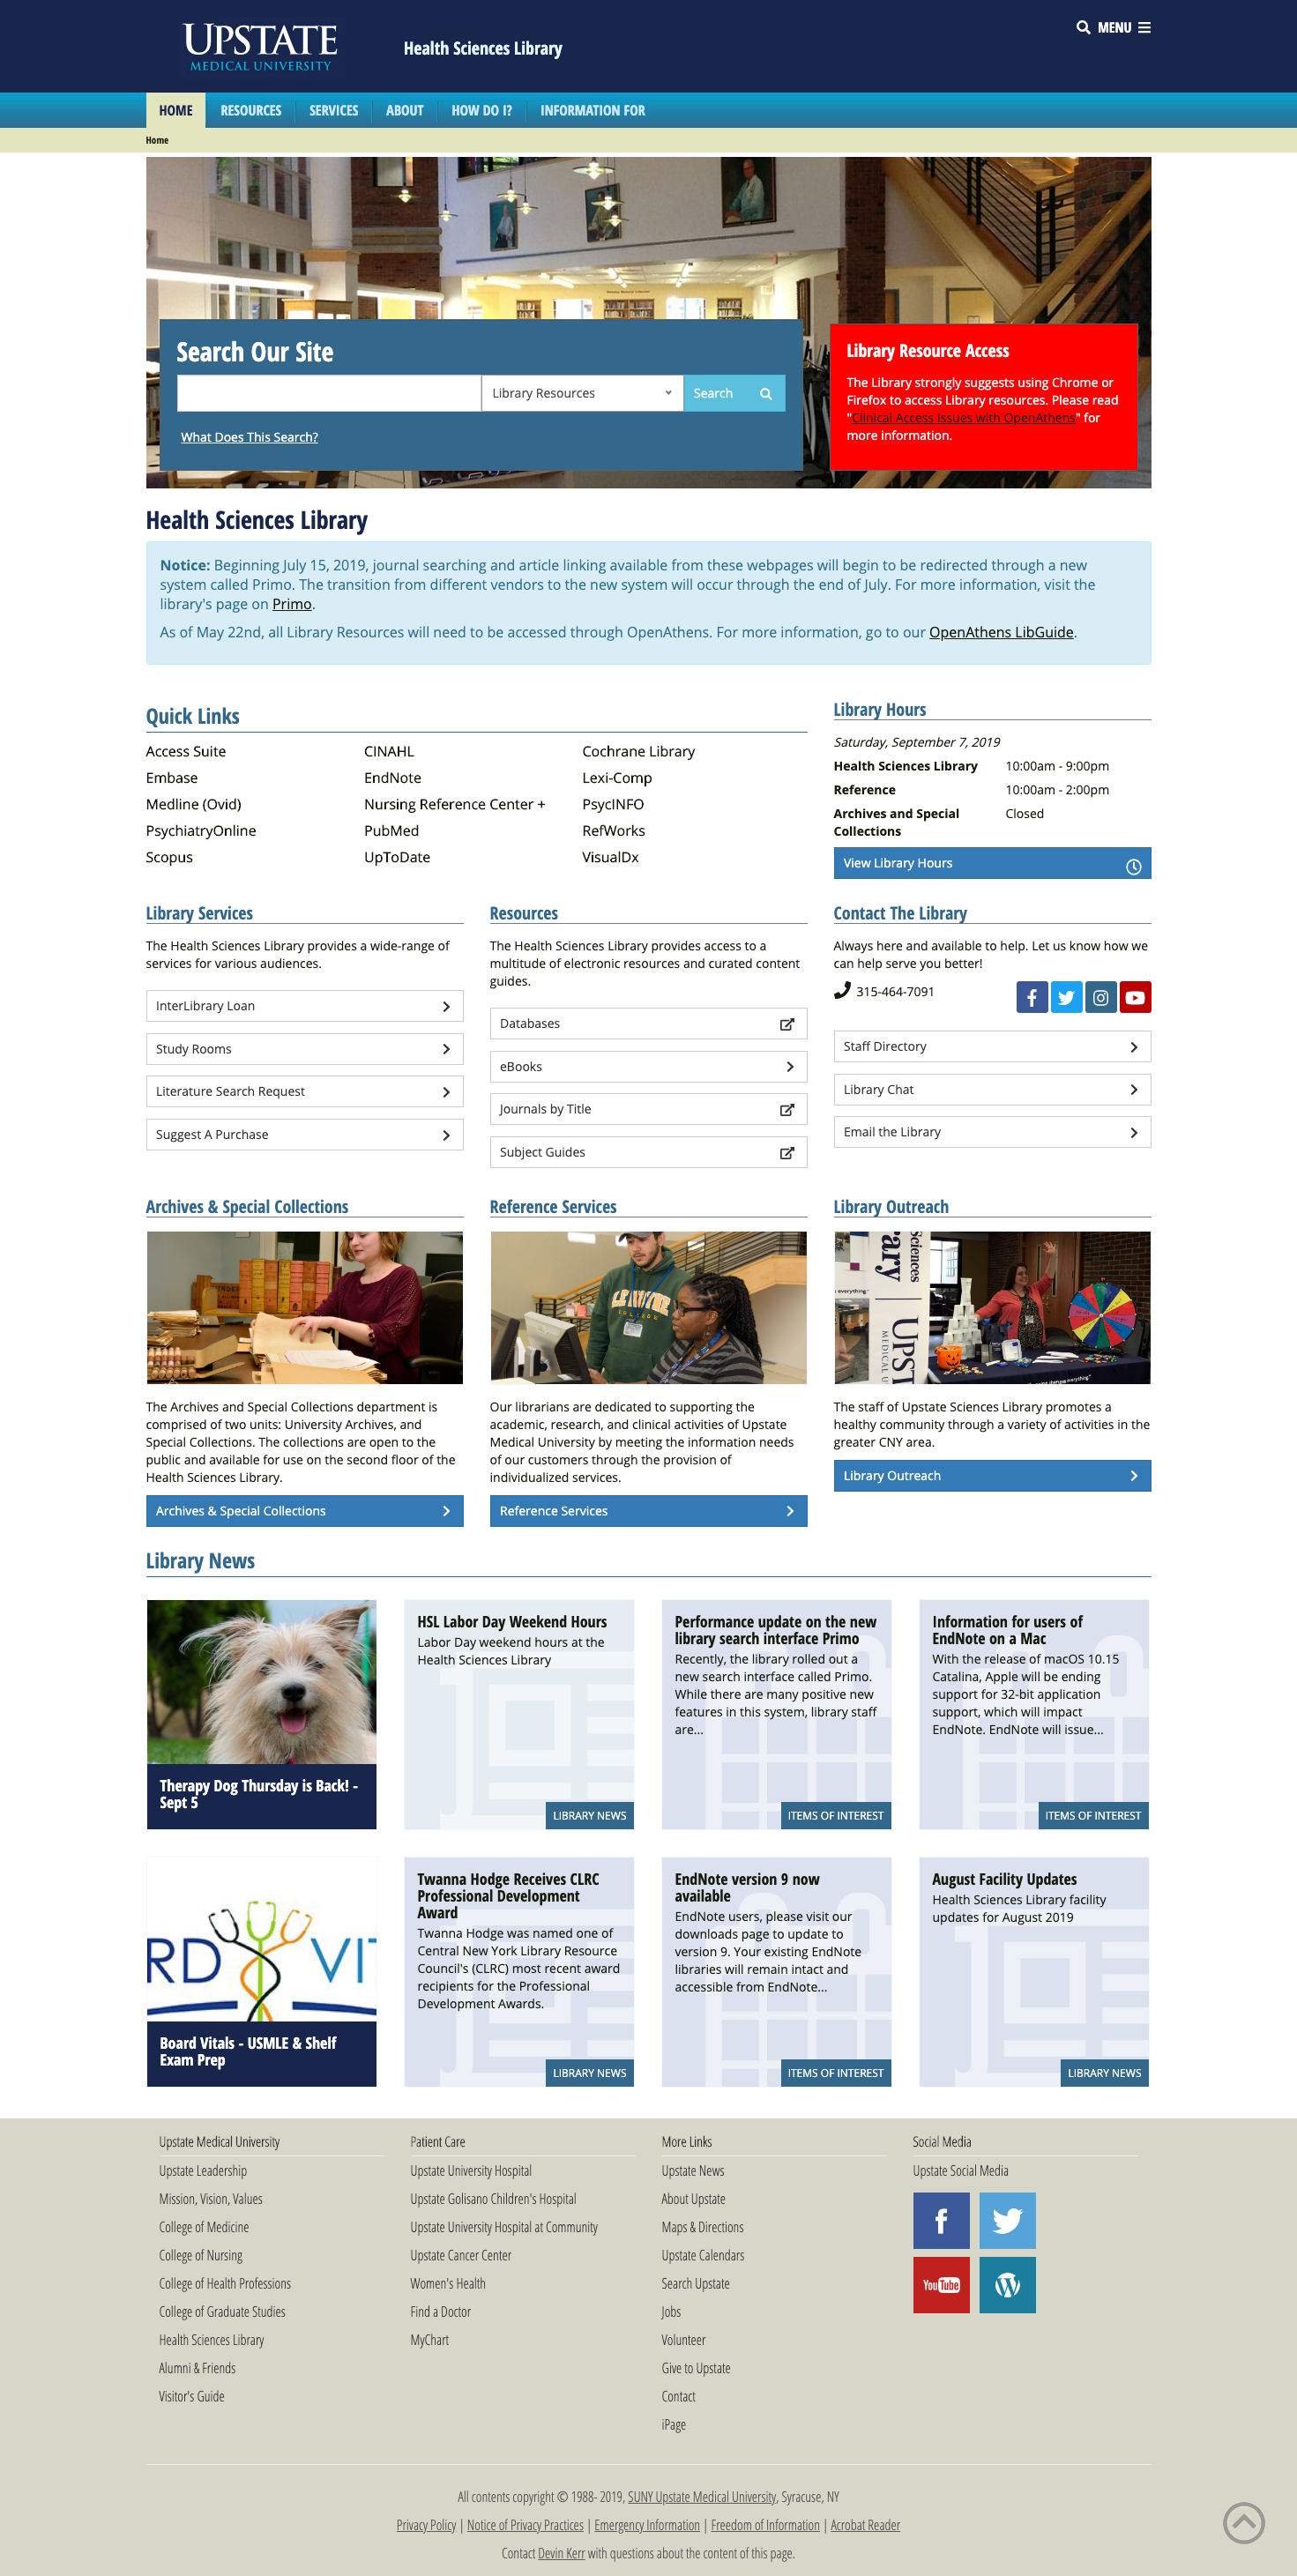 UPSTATE
MEDICAL UNIVERSITY
Health Sciences Library
MENU
HOME
RESOURCES
SERVICES
ABOUT
HOW DO I?
INFORMATION FOR
Home
Search Our Site
Library Resources
Search
What Does This Search?
Library Resource Access
The Library strongly suggests using Chrome or
Firefox to access Library resources. Please read
"Clinical Access Issues with OpenAthens" for
more information.
Health Sciences Library
Notice: Beginning July 15, 2019, journal searching and article linking available from these webpages will begin to be redirected through a new
system called Primo. The transition from different vendors to the new system will occur through the end of July. For more information, visit the
library's page on Primo.
As of May 22nd, all Library Resources will need to be accessed through OpenAthens. For more information, go to our OpenAthens LibGuide.
Quick Links
Access Suite
CINAHL
Cochrane Library
Embase
EndNote
Lexi-Comp
Medline (Ovid)
Nursing Reference Center +
PsycINFO
PsychiatryOnline
PubMed
RefWorks
Scopus
UpToDate
VisualDx
Library Hours
Saturday, September 7, 2019
Health Sciences Library 10:00am - 9:00pm
Reference 10:00am - 2:00pm
Archives and Special Closed
Collections
View Library Hours
Library Services
The Health Sciences Library provides a wide-range of
services for various audiences.
InterLibrary Loan
Study Rooms
Literature Search Request
Suggest A Purchase
Resources
The Health Sciences Library provides access to a
multitude of electronic resources and curated content
guides.
Databases
eBooks
Journals by Title
Subject Guides
Contact The Library
Always here and available to help. Let us know how we
can help serve you better!
315-464-7091
Staff Directory
Library Chat
Email the Library
Archives & Special Collections
The Archives and Special Collections department is
comprised of two units: University Archives, and
Special Collections. The collections are open to the
public and available for use on the second floor of the
Health Sciences Library.
Archives & Special Collections
Reference Services
LE MOYNE
Our librarians are dedicated to supporting the
academic, research, and clinical activities of Upstate
Medical University by meeting the information needs
of our customers through the provision of
individualized services.
Reference Services
Library Outreach
The staff of Upstate Sciences Library promotes a
healthy community through a variety of activities in the
greater CNY area.
Library Outreach
Library News
Therapy Dog Thursday is Back! -
Sept 5
HSL Labor Day Weekend Hours
Labor Day weekend hours at the
Health Sciences Library
LIBRARY NEWS
Performance update on the new
library search interface Primo
Recently, the library rolled out a
new search interface called Primo.
While there are many positive new
features in this system, library staff
are...
ITEMS OF INTEREST
Information for users of
EndNote on a Mac
With the release of macOS 10.15
Catalina, Apple will be ending
support for 32-bit application
support, which will impact
EndNote. EndNote will issue...
ITEMS OF INTEREST
RD VIT
Board Vitals - USMLE & Shelf
Exam Prep
Twanna Hodge Receives CLRC
Professional Development
Award
Twanna Hodge was named one of
Central New York Library Resource
Council's (CLRC) most recent award
recipients for the Professional
Development Awards.
LIBRARY NEWS
EndNote version 9 now
available
EndNote users, please visit our
downloads page to update to
version 9. Your existing EndNote
libraries will remain intact and
accessible from EndNote...
ITEMS OF INTEREST
August Facility Updates
Health Sciences Library facility
updates for August 2019
LIBRARY NEWS
Upstate Medical University
Upstate Leadership
Mission, Vision, Values
College of Medicine
College of Nursing
College of Health Professions
College of Graduate Studies
Health Sciences Library
Alumni & Friends
Visitor's Guide
Patient Care
Upstate University Hospital
Upstate Golisano Children's Hospital
Upstate University Hospital at Community
Upstate Cancer Center
Women's Health
Find a Doctor
MyChart
More Links
Upstate News
About Upstate
Maps & Directions
Upstate Calendars
Search Upstate
Jobs
Volunteer
Give to Upstate
Contact
iPage
Social Media
Upstate Social Media
You Tube
All contents copyright © 1988- 2019, SUNY Upstate Medical University, Syracuse, NY
Privacy Policy | Notice of Privacy Practices | Emergency Information | Freedom of Information | Acrobat Reader
Contact Devin Kerr with questions about the content of this page.